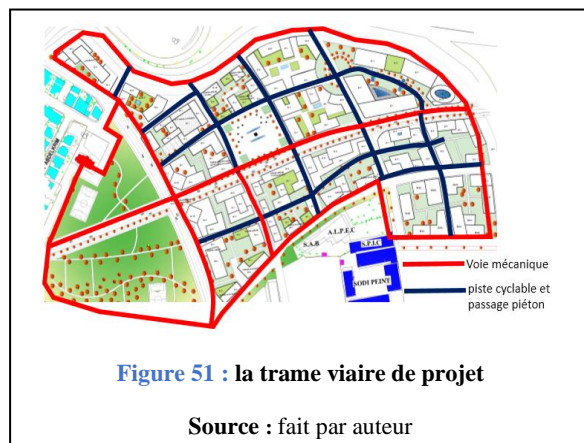 A.L.P.E.C
S.A.B
S.P.I.C
SODI PEINT
Voie mécanique
piste cyclable et
passage piéton
Figure 51 : la trame viaire de projet
Source : fait par auteur